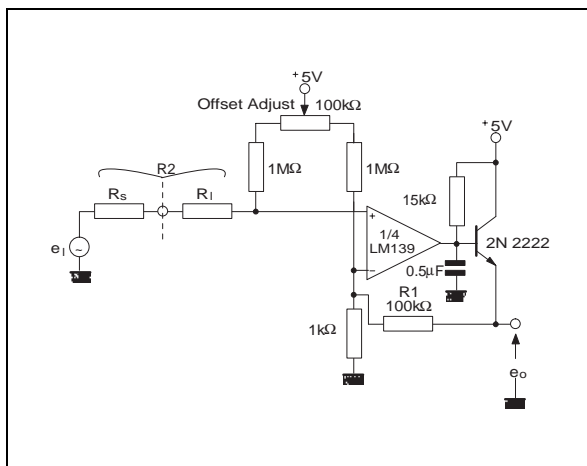 +5V
Offset Adjust
100kΩ
+5V
R2
1MΩ
1MΩ
15kΩ
Rs
Rl
+
1/4
LM139
2N 2222
eI
~
−
0.5μF
R1
100kΩ
1kΩ
eo